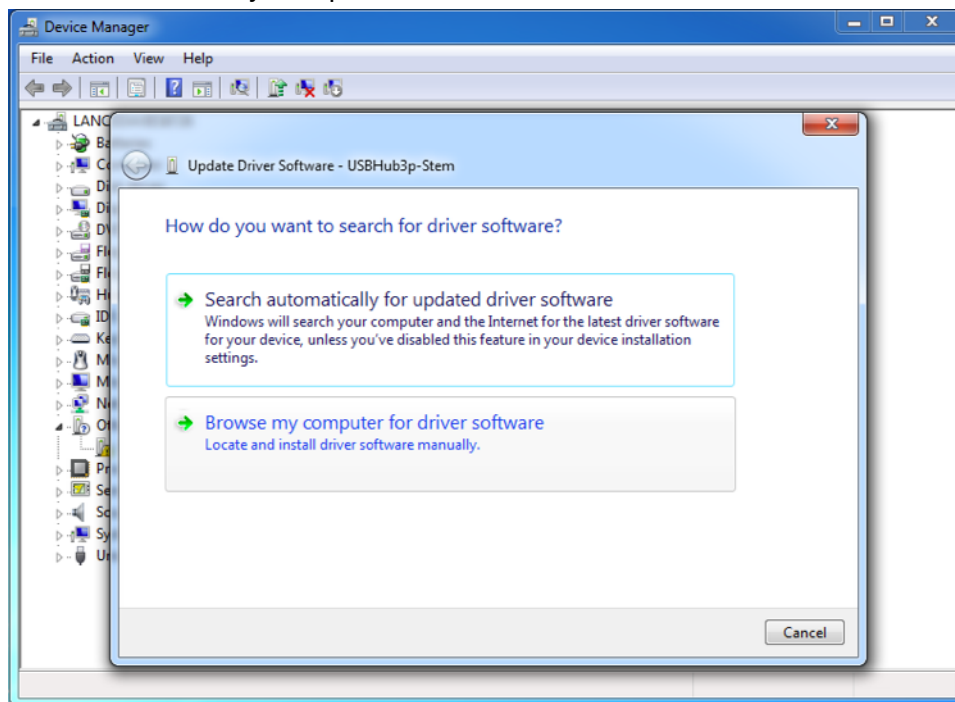 Device Manager
File Action View Help
LANC
Update Driver Software - USBHub3p-Stem
How do you want to search for driver software?
Search automatically for updated driver software
Windows will search your computer and the Internet for the latest driver software
for your device, unless you've disabled this feature in your device installation
settings.
Browse my computer for driver software
Locate and install driver software manually.
Cancel